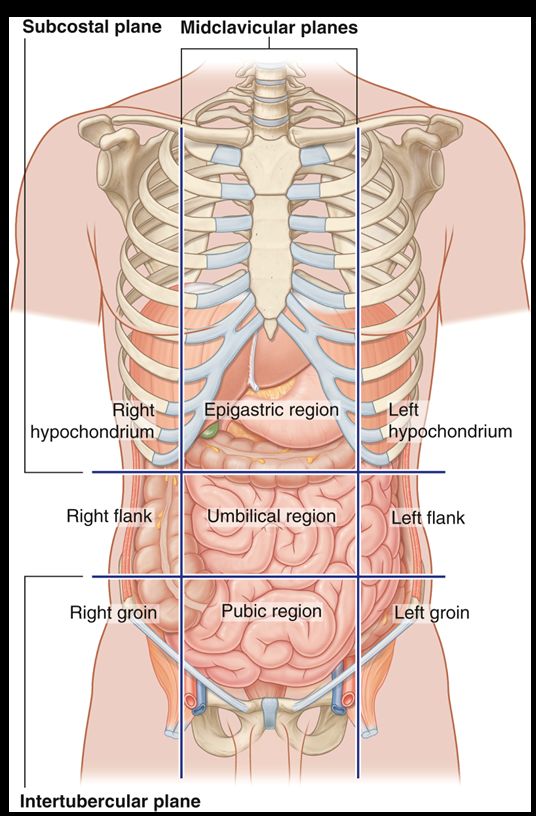 Subcostal plane
Midclavicular planes
Right
hypochondrium
Epigastric region
Left
hypochondrium
Right flank
Umbilical region
Left flank
Right groin
Pubic region
Left groin
Intertubercular plane